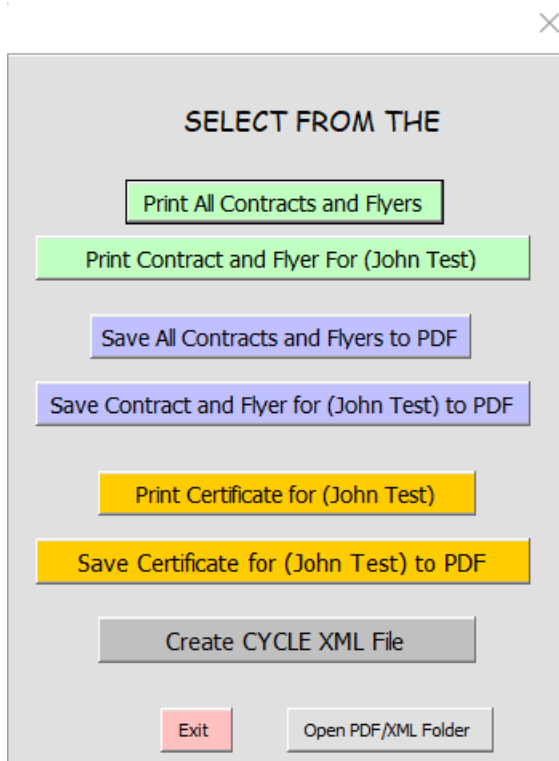 SELECT FROM THE
Print All Contracts and Flyers
Print Contract and Flyer For (John Test)
Save All Contracts and Flyers to PDF
Save Contract and Flyer for (John Test) to PDF
Print Certificate for (John Test)
Save Certificate for (John Test) to PDF
Create CYCLE XML File
Exit
Open PDF/XML Folder